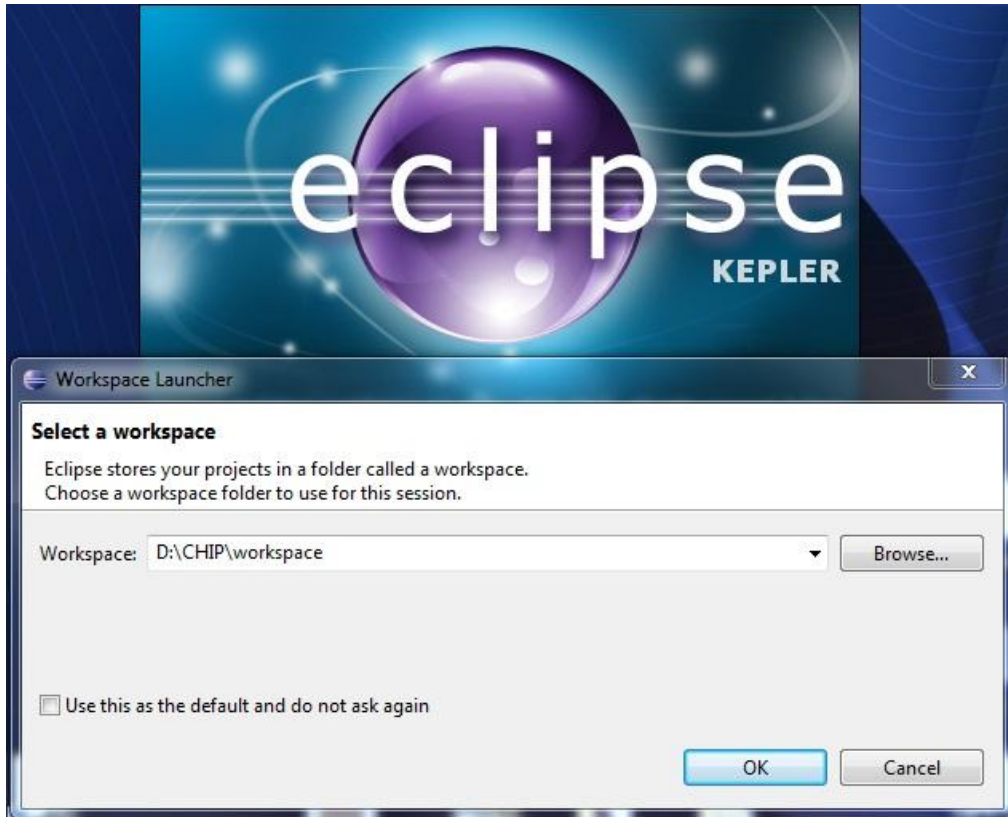 eclipse
KEPLER
Workspace Launcher
X
Select a workspace
Eclipse stores your projects in a folder called a workspace.
Choose a workspace folder to use for this session.
Workspace: D:\CHIP\workspace Browse...
Use this as the default and do not ask again
OK Cancel